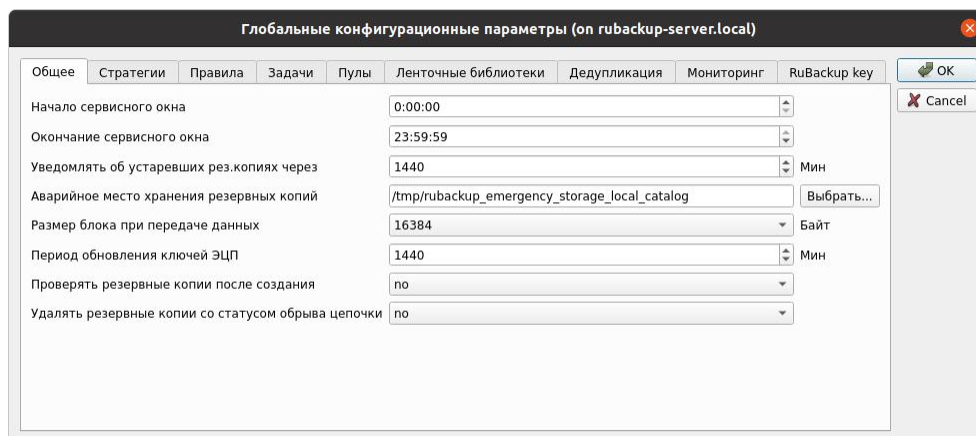 Глобальные конфигурационные параметры (on rubackup-server.local)
Общее Стратегии Правила Задачи Пулы Ленточные библиотеки Дедупликация Мониторинг RuBackup key OK
Cancel
Начало сервисного окна 0:00:00
Окончание сервисного окна 23:59:59
Уведомлять об устаревших рез.копиях через 1440 Мин
Аварийное место хранения резервных копий /tmp/rubackup_emergency_storage_local_catalog Выбрать...
Размер блока при передаче данных 16384 Байт
Период обновления ключей ЭЦП 1440 Мин
Проверять резервные копии после создания no
Удалять резервные копии со статусом обрыва цепочки no